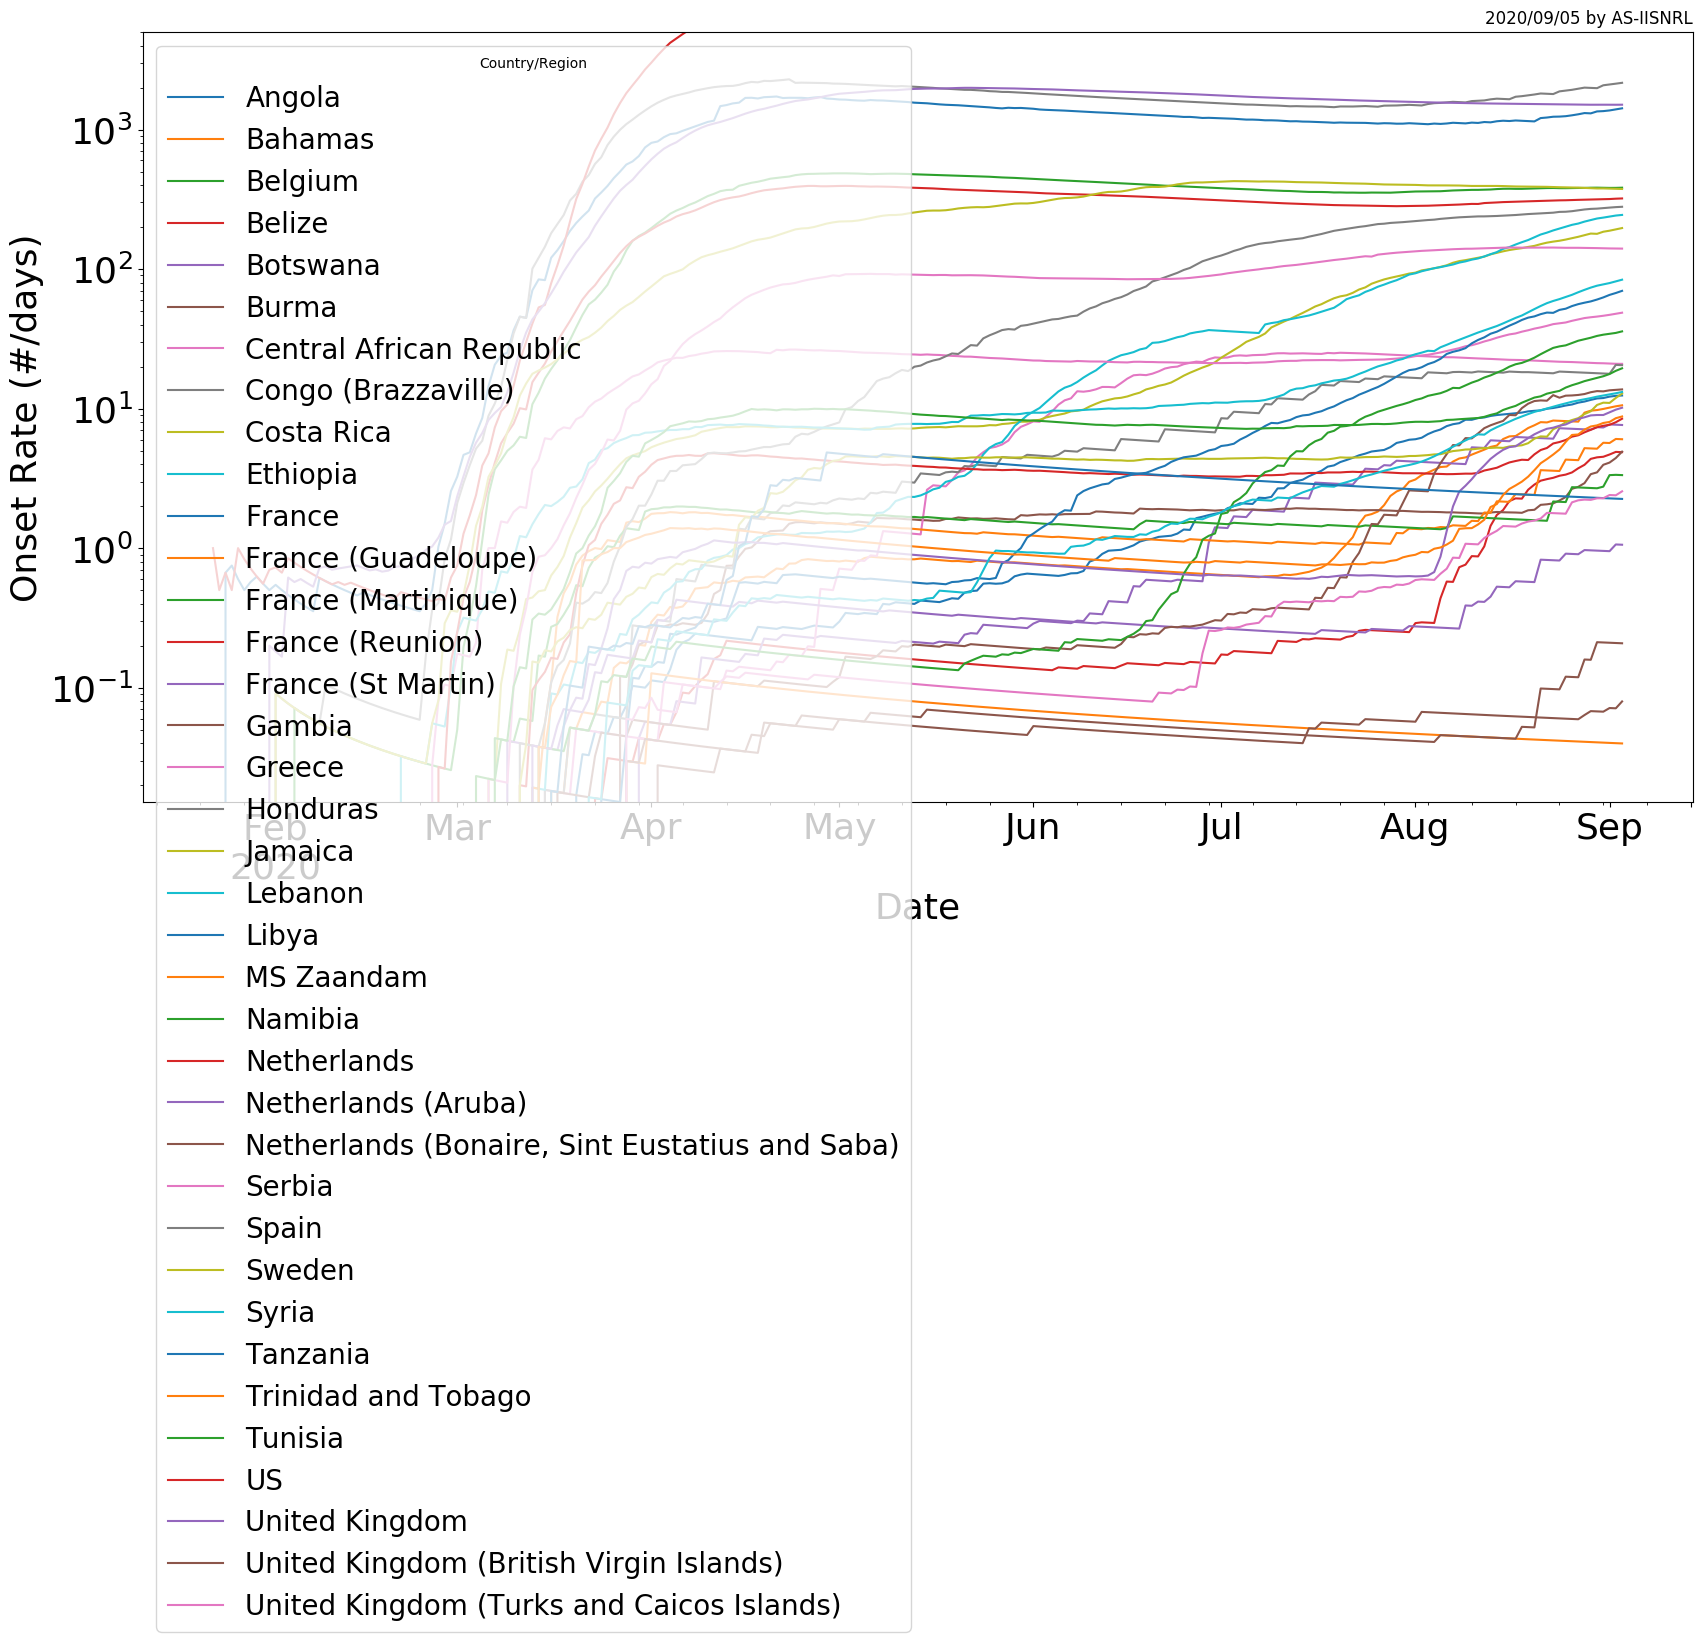 2020/09/05 by AS-IISNRL
Onset Rate (#/days)
10³
10²
10¹
10⁰
10⁻¹
Country/Region
Angola
Bahamas
Belgium
Belize
Botswana
Burma
Central African Republic
Congo (Brazzaville)
Costa Rica
Ethiopia
France
France (Guadeloupe)
France (Martinique)
France (Reunion)
France (St Martin)
Gambia
Greece
Honduras
Jamaica
Lebanon
Libya
MS Zaandam
Namibia
Netherlands
Netherlands (Aruba)
Netherlands (Bonaire, Sint Eustatius and Saba)
Serbia
Spain
Sweden
Syria
Tanzania
Trinidad and Tobago
Tunisia
US
United Kingdom
United Kingdom (British Virgin Islands)
United Kingdom (Turks and Caicos Islands)
Feb Mar Apr May Jun Jul Aug Sep
2020
Date